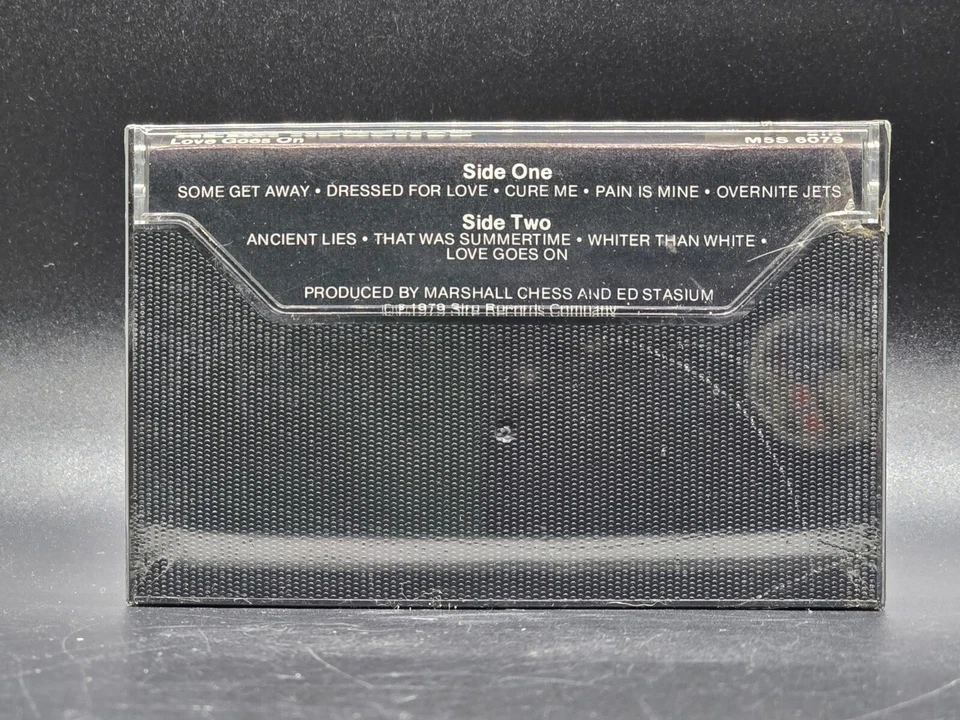 Love Goes On M5S 6079
Side One
SOME GET AWAY • DRESSED FOR LOVE • CURE ME • PAIN IS MINE • OVERNITE JETS
Side Two
ANCIENT LIES • THAT WAS SUMMERTIME • WHITER THAN WHITE •
LOVE GOES ON
PRODUCED BY MARSHALL CHESS AND ED STASIUM
© ℗ 1979 Sire Records Company